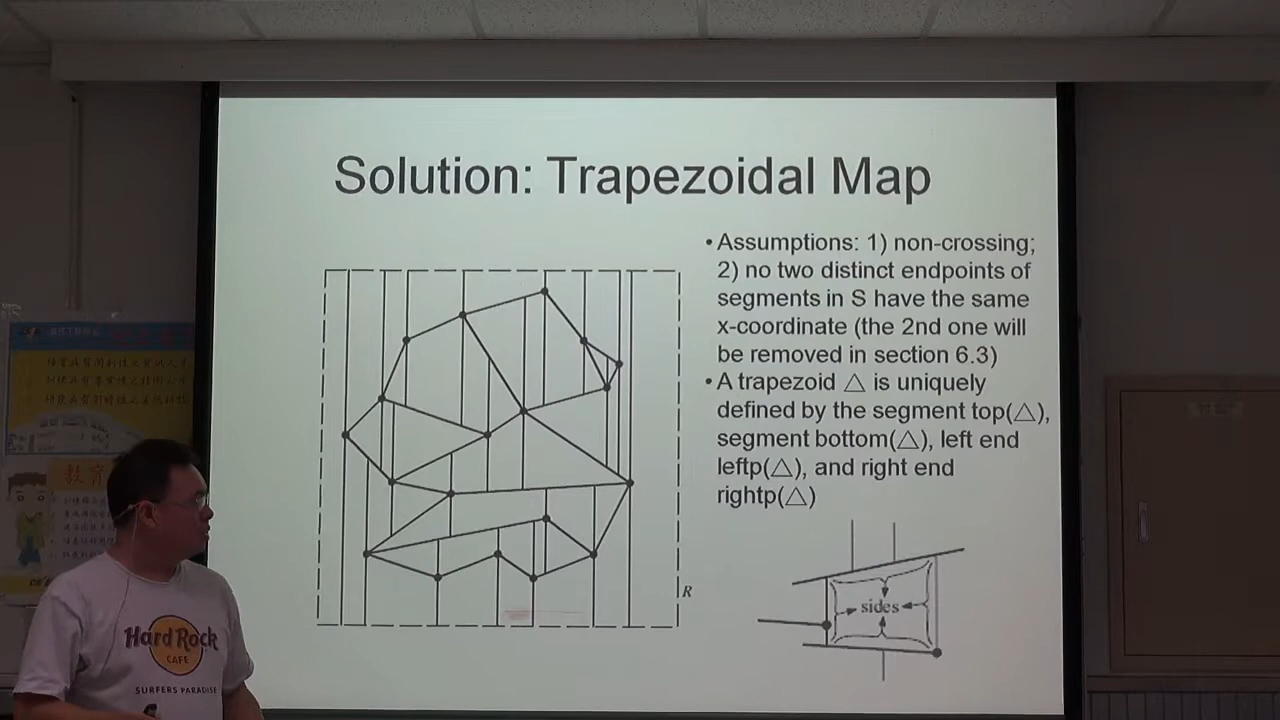 Solution: Trapezoidal Map
•Assumptions: 1) non-crossing;
2) no two distinct endpoints of
segments in S have the same
x-coordinate (the 2nd one will
be removed in section 6.3)
•A trapezoid △ is uniquely
defined by the segment top(△),
segment bottom(△), left end
leftp(△), and right end
rightp(△)
R
sides
教育
Hard Rock
CAFE
SURFERS PARADISE